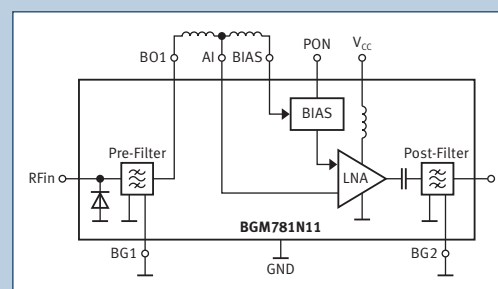 BO1 AI BIAS PON VCC
BIAS
Pre-Filter Post-Filter
RFin LNA
BGM781N11
BG1 GND BG2